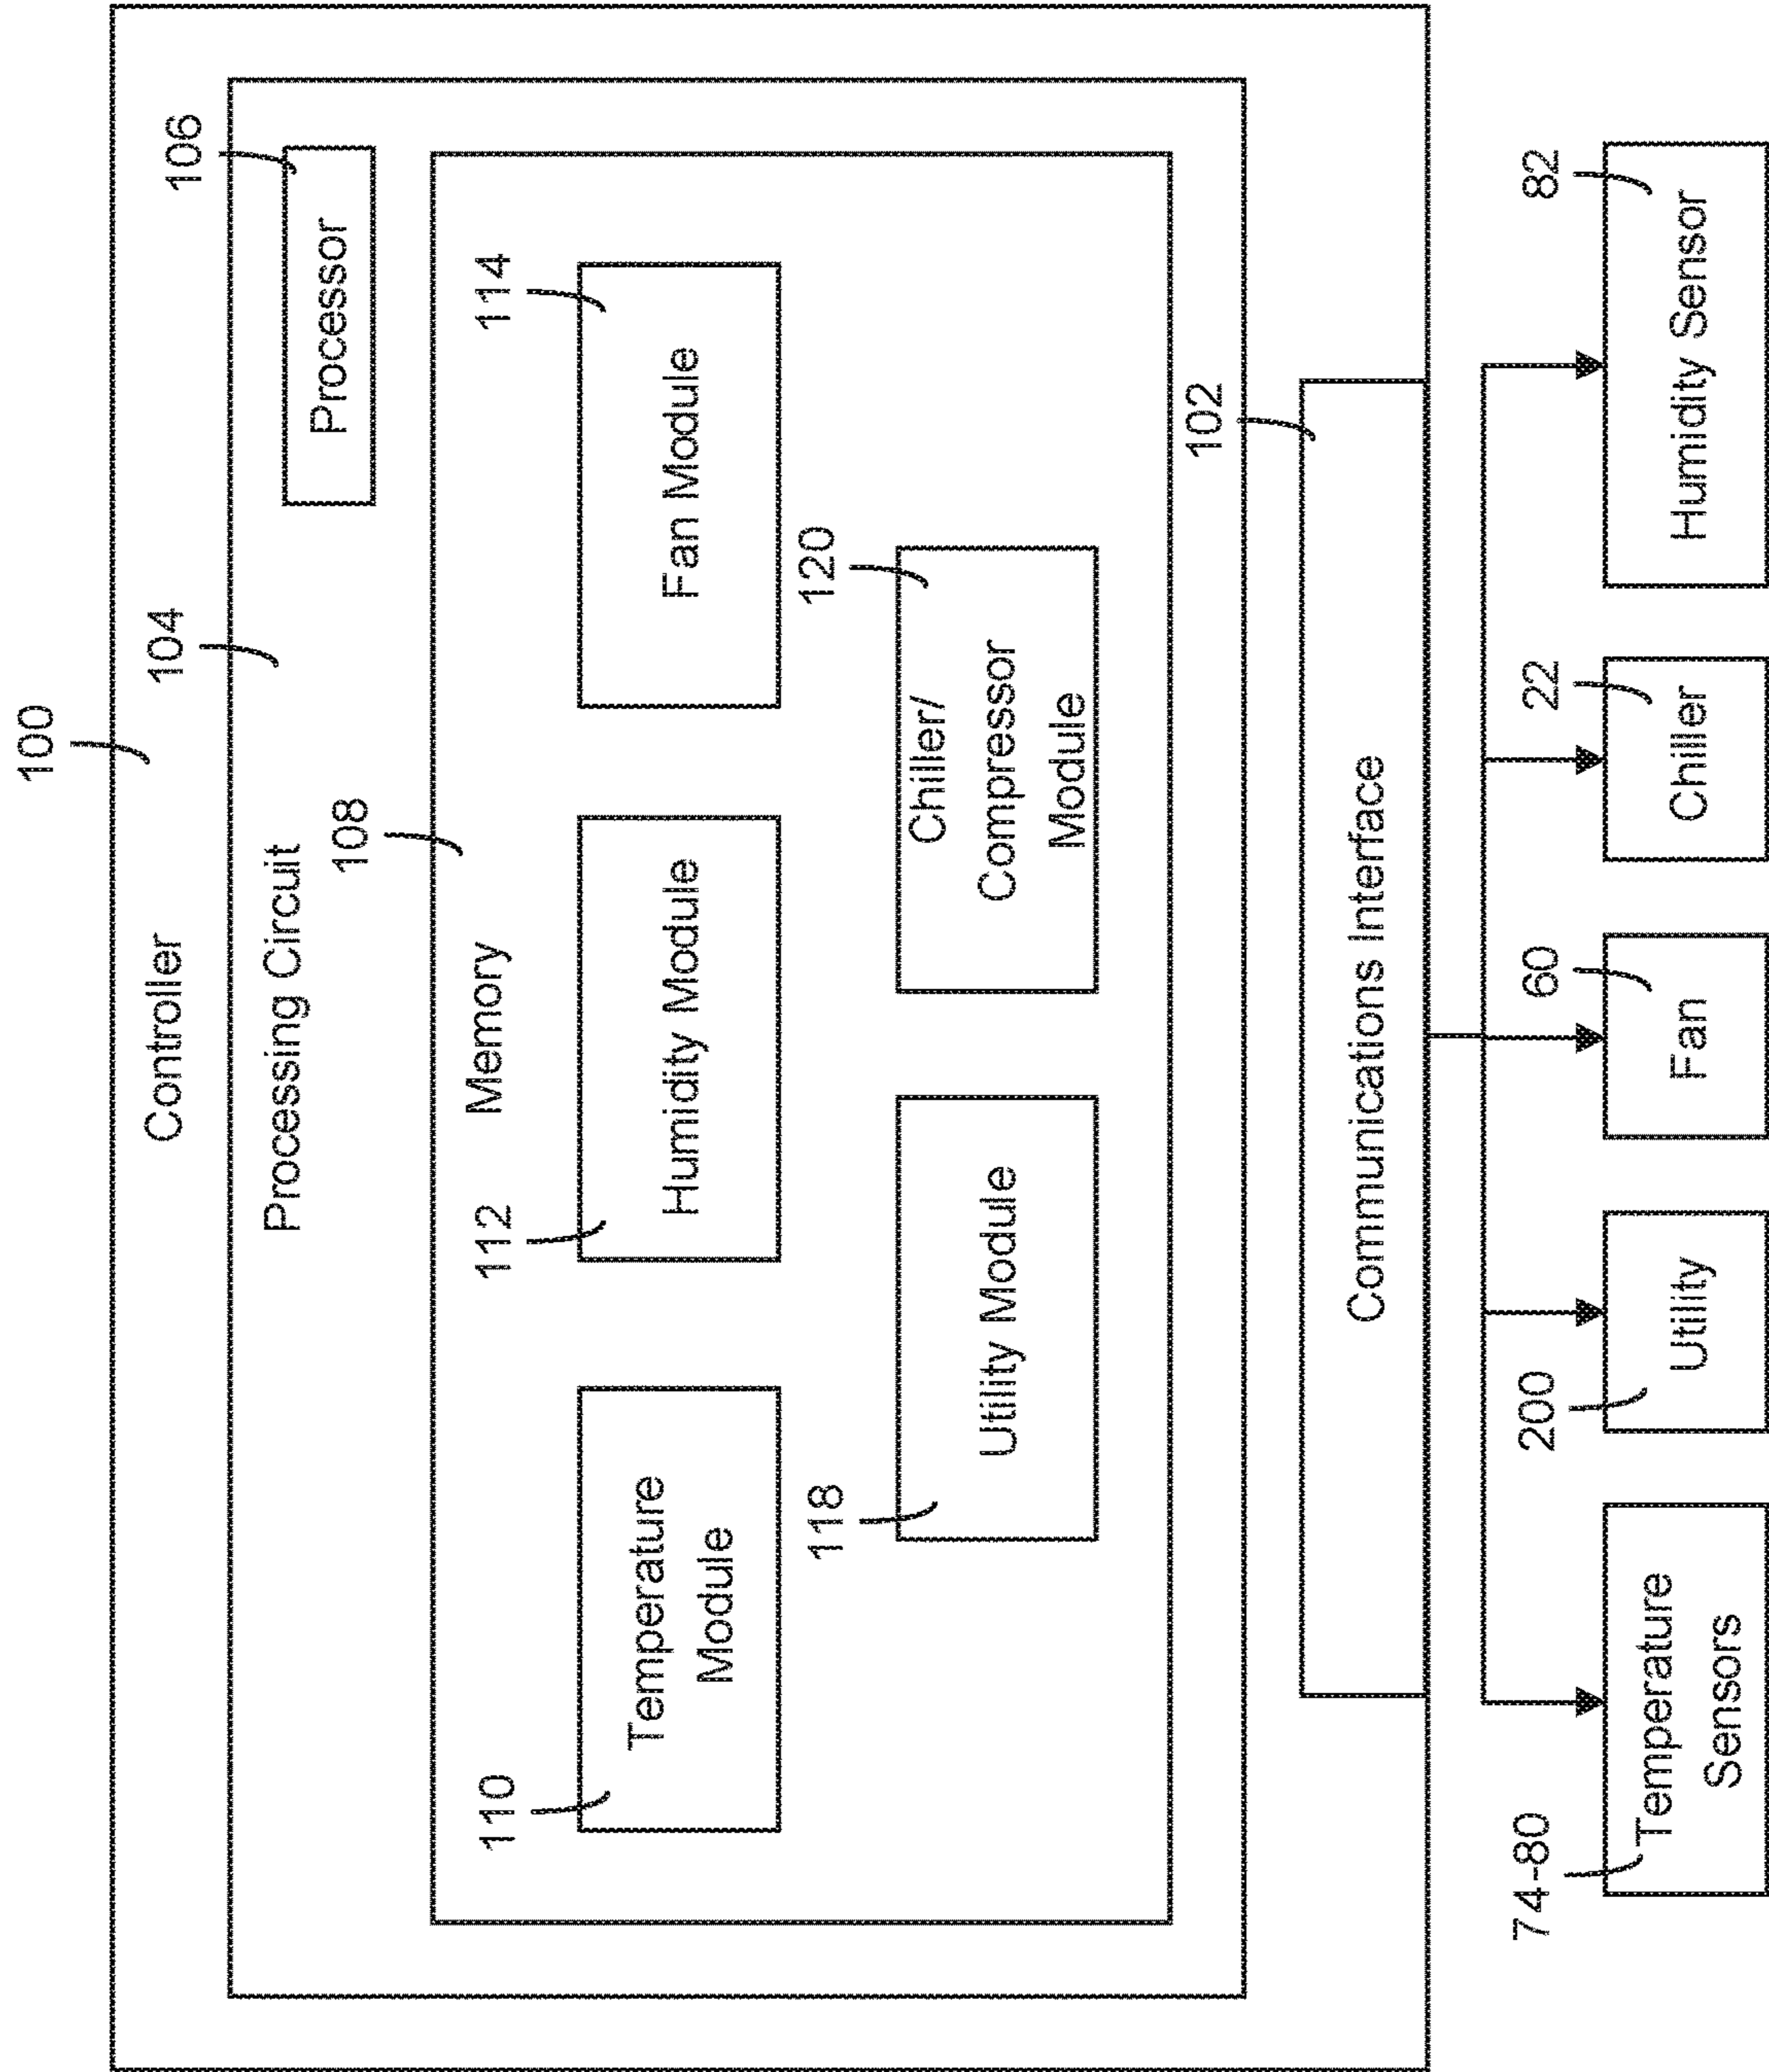 100
Controller
104
Processing Circuit
106
Processor
108
Memory
110
Temperature
Module
112
Humidity Module
114
Fan Module
118
Utility Module
120
Chiller/
Compressor
Module
102
Communications Interface
74-80
Temperature
Sensors
200
Utility
60
Fan
22
Chiller
82
Humidity Sensor